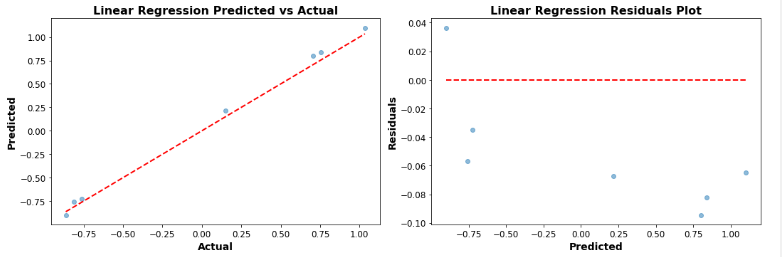 Linear Regression Predicted vs Actual
1.00
0.75
0.50
0.25
0.00
-0.25
-0.50
-0.75
Predicted
-0.75 -0.50 -0.25 0.00 0.25 0.50 0.75 1.00
Actual
Linear Regression Residuals Plot
0.04
0.02
0.00
-0.02
-0.04
-0.06
-0.08
-0.10
Residuals
-0.75 -0.50 -0.25 0.00 0.25 0.50 0.75 1.00
Predicted